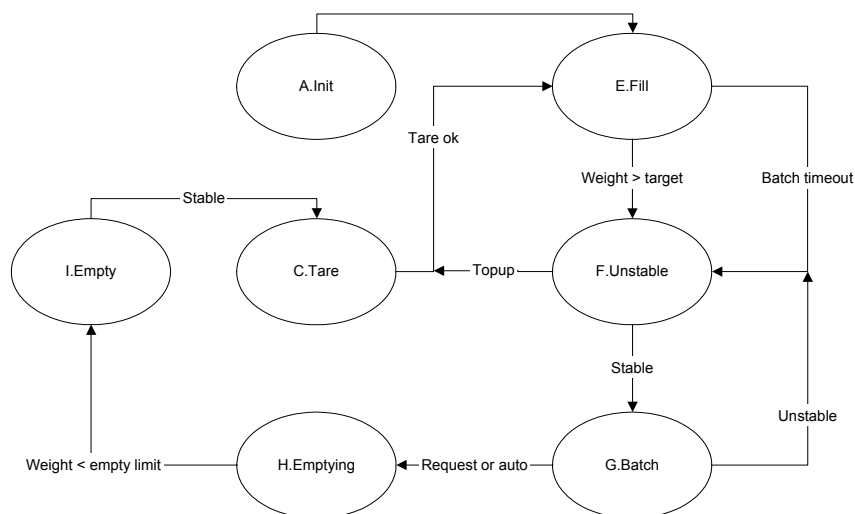 A.Init
E.Fill
Tare ok
Weight > target
Batch timeout
Stable
I.Empty
C.Tare
Topup
F.Unstable
Stable
Unstable
Weight < empty limit
H.Emptying
Request or auto
G.Batch